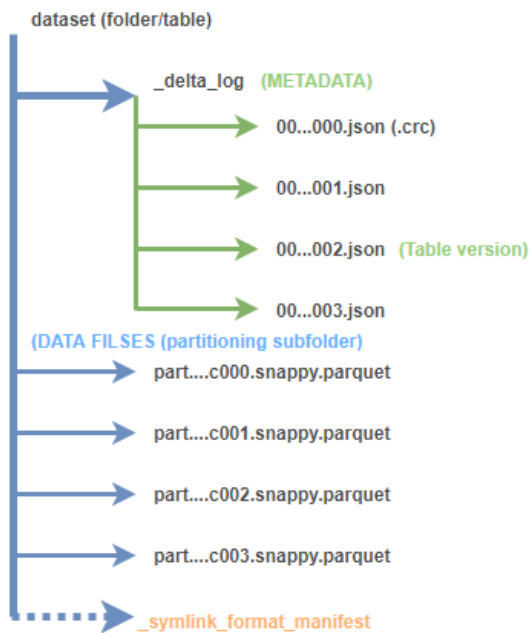 dataset (folder/table)
_delta_log (METADATA)
00...000.json (.crc)
00...001.json
00...002.json (Table version)
00...003.json
(DATA FILSES (partitioning subfolder)
part....c000.snappy.parquet
part....c001.snappy.parquet
part....c002.snappy.parquet
part....c003.snappy.parquet
_symlink_format_manifest